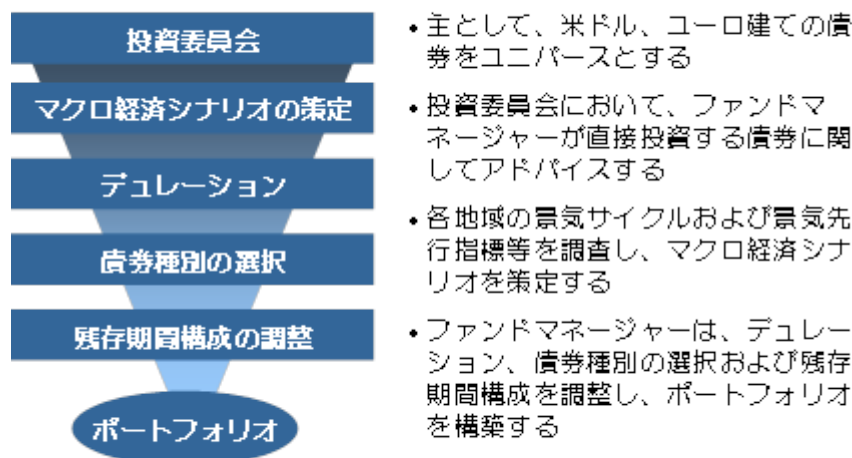 投資委員会
マクロ経済シナリオの策定
デュレーション
債券種別の選択
残存期間構成の調整
ポートフォリオ
•主として、米ドル、ユーロ建ての債
券をユニバースとする
•投資委員会において、ファンドマ
ネージャーが直接投資する債券に関
してアドバイスする
•各地域の景気サイクルおよび景気先
行指標等を調査し、マクロ経済シナ
リオを策定する
•ファンドマネージャーは、デュレー
ション、債券種別の選択および残存
期間構成を調整し、ポートフォリオ
を構築する